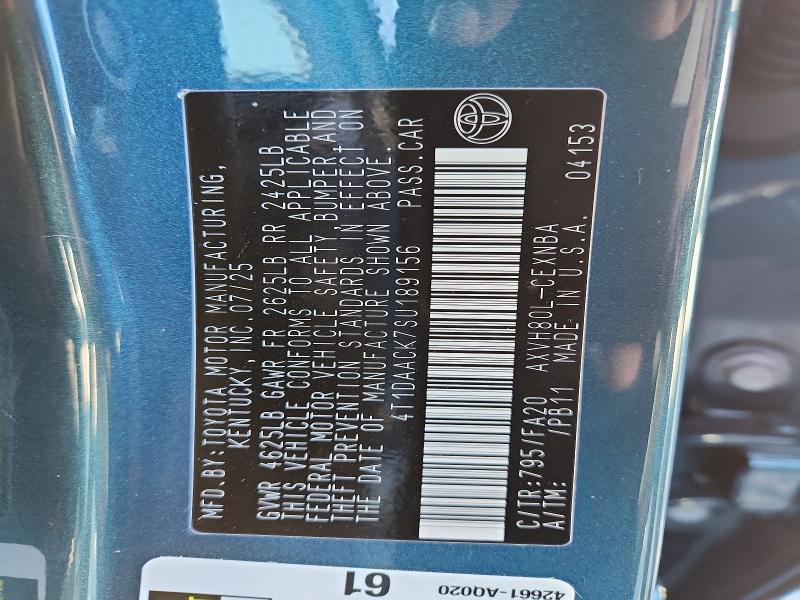 MFD.BY:TOYOTA MOTOR MANUFACTURING,
KENTUCKY, INC. 07/25
GVWR 4625LB GAWR FR 2625LB RR 2425LB
THIS VEHICLE CONFORMS TO ALL APPLICABLE
FEDERAL MOTOR VEHICLE SAFETY,BUMPER,AND
THEFT PREVENTION STANDARDS IN EFFECT ON
THE DATE OF MANUFACTURE SHOWN ABOVE.
4T1DAACK7SU189156 PASS.CAR
C/TR:795/FA20 AXVH80L-CEXNBA
A/TM: /PB11 MADE IN U.S.A. 04153
61
42661-AQ020